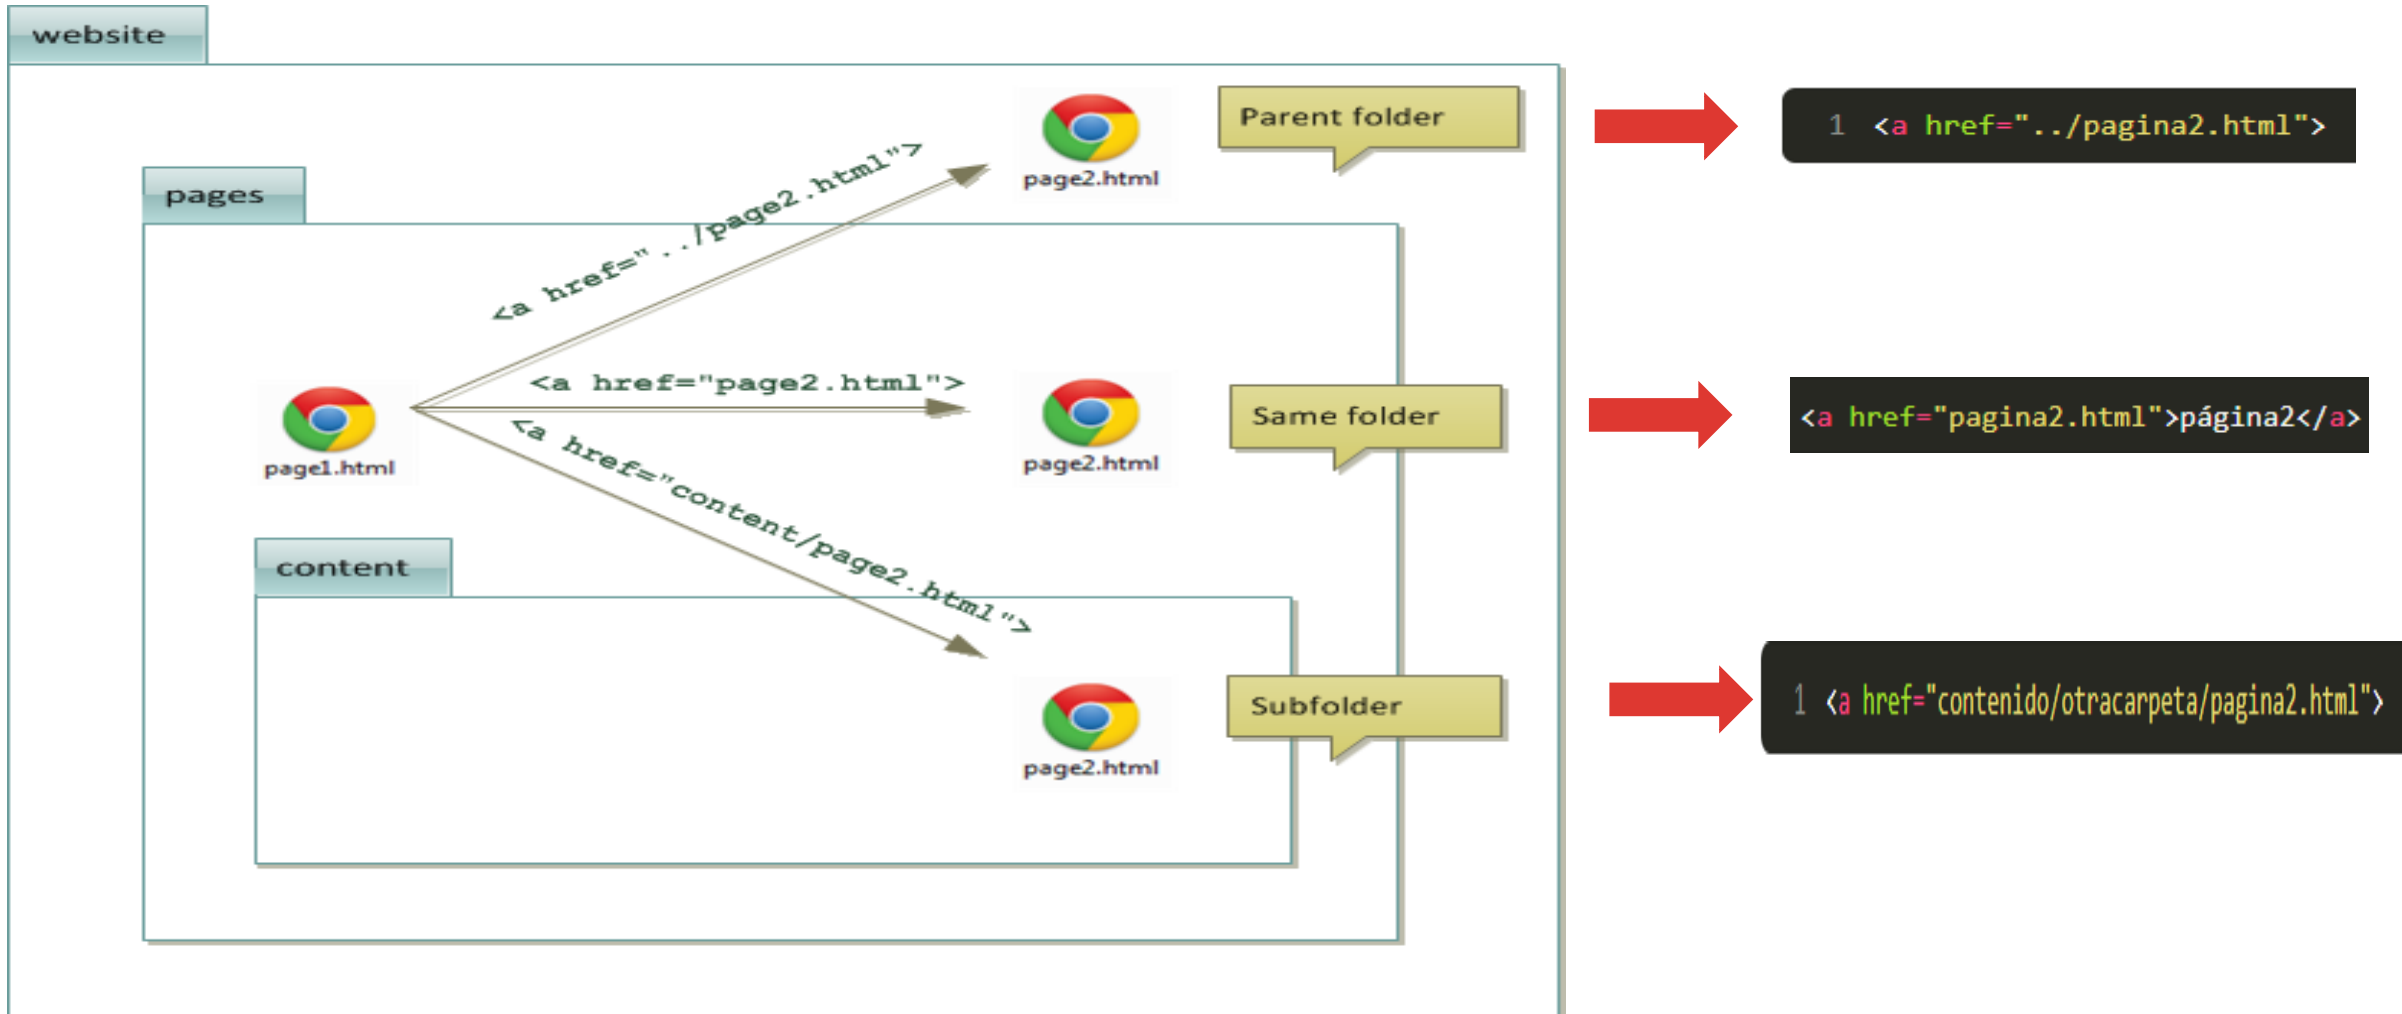 website
Parent folder
1 <a href="../pagina2.html">
<a href="../page2.html">
page2.html
pages
<a href="page2.html">
Same folder
<a href="pagina2.html">página2</a>
page1.html
page2.html
<a href="content/page2.html">
content
Subfolder
1 <a href="contenido/otracarpeta/pagina2.html">
page2.html